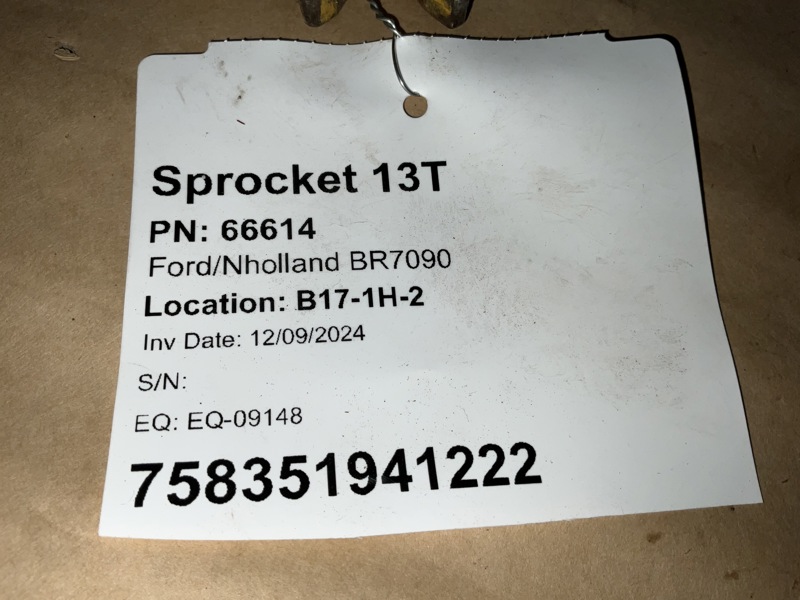 Sprocket 13T
PN: 66614
Ford/Nholland BR7090
Location: B17-1H-2
Inv Date: 12/09/2024
S/N:
EQ: EQ-09148
758351941222